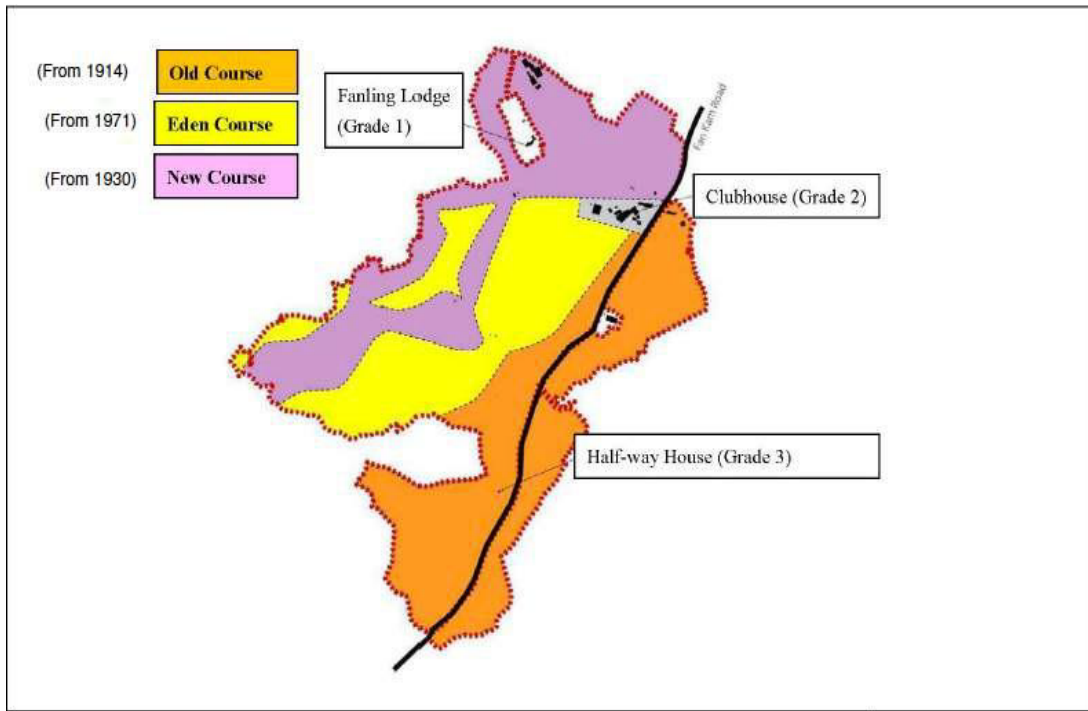 (From 1914)
Old Course
(From 1971)
Eden Course
(From 1930)
New Course
Fanling Lodge
(Grade 1)
Fan Kam Road
Clubhouse (Grade 2)
Half-way House (Grade 3)